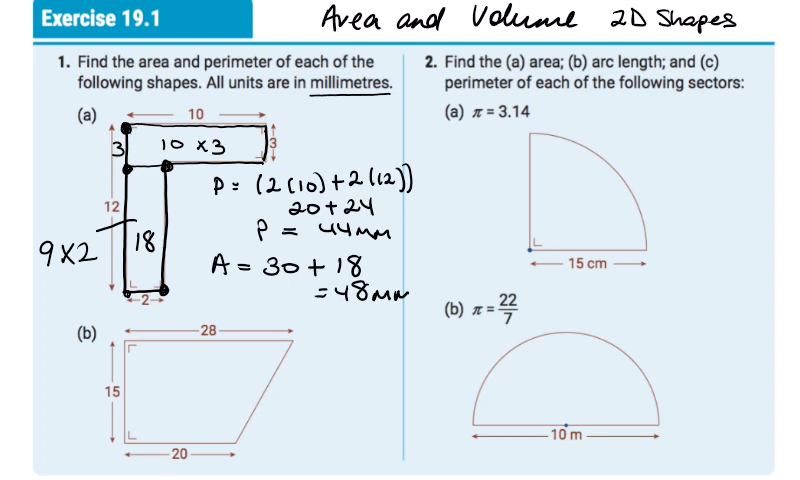 Exercise 19.1
Area and Volume 2D Shapes
1. Find the area and perimeter of each of the
following shapes. All units are in millimetres.
(a)
10
3
10 x3
3
12
9x2
18
2
P = (2(10)+2(12))
20+24
P = 44mm
A = 30 + 18
=48mm
(b)
28
15
20
2. Find the (a) area; (b) arc length; and (c)
perimeter of each of the following sectors:
(a) π = 3.14
15 cm
(b) π = 22/7
10 m